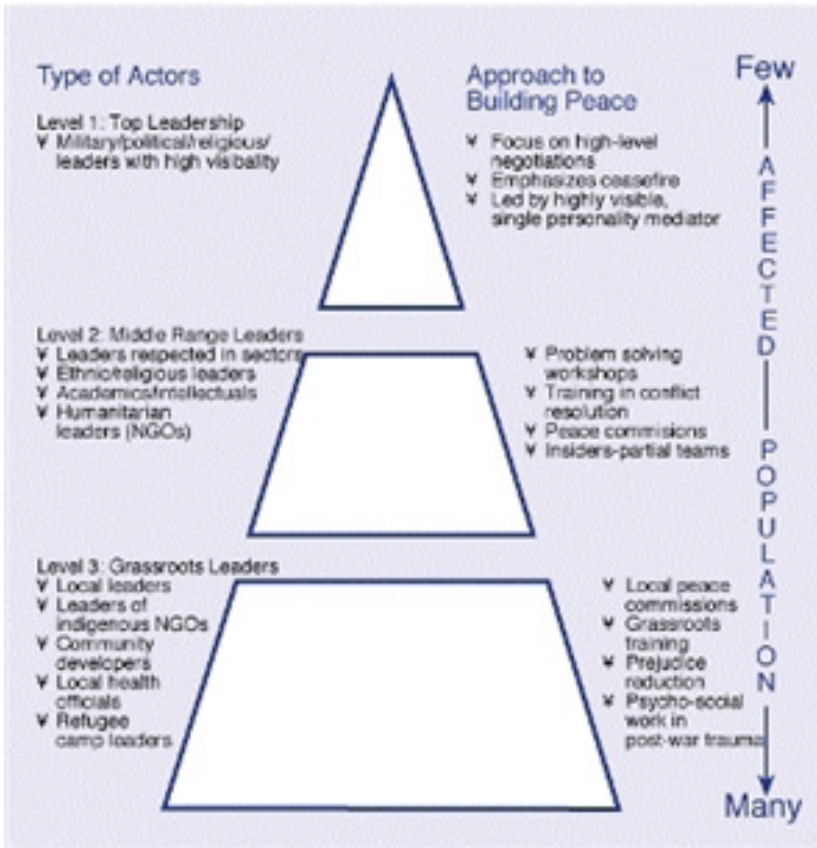 Type of Actors
Level 1: Top Leadership
¥ Military/political/religious/
leaders with high visibality
Approach to
Building Peace
¥ Focus on high-level
negotiations
¥ Emphasizes ceasefire
¥ Led by highly visible,
single personality mediator
Level 2: Middle Range Leaders
¥ Leaders respected in sectors
¥ Ethnic/religious leaders
¥ Academics/intellectuals
¥ Humanitarian
leaders (NGOs)
¥ Problem solving
workshops
¥ Training in conflict
resolution
¥ Peace commisions
¥ Insiders-partial teams
Level 3: Grassroots Leaders
¥ Local leaders
¥ Leaders of
indigenous NGOs
¥ Community
developers
¥ Local health
officials
¥ Refugee
camp leaders
¥ Local peace
commissions
¥ Grassroots
training
¥ Prejudice
reduction
¥ Psycho-social
work in
post-war trauma
Few
AFFECTED POPULATION
Many